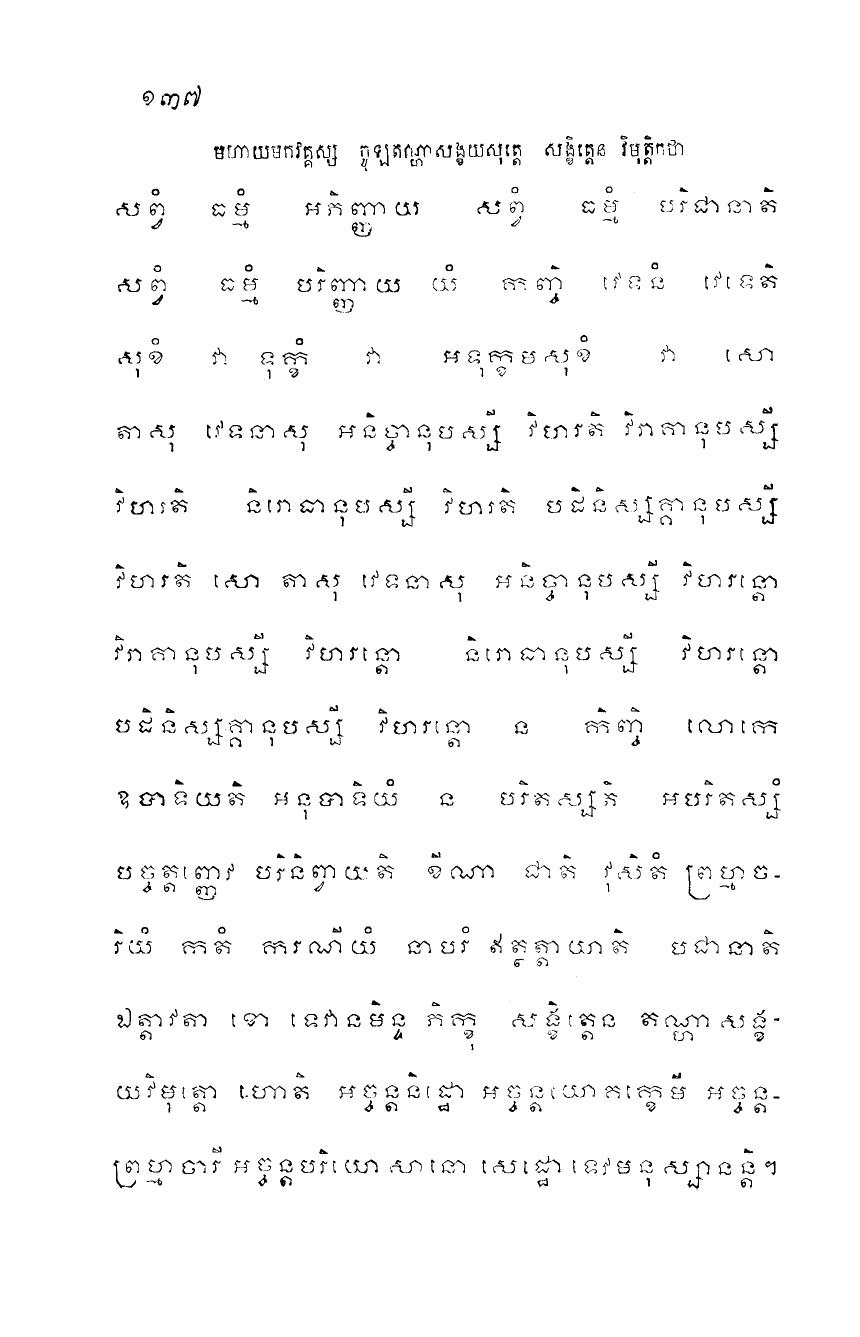 ១៣៧
មហាយមកវគ្គស្ស ចូឡតណ្ហាសង្ខយសុត្តេ សង្ខិត្តេន វិមុត្តិកថា
សព្វំ ធម្មំ អភិញ្ញាយ សព្វំ ធម្មំ បរិជានាតិ
សព្វំ ធម្មំ បរិញ្ញាយ យំ កញ្ចិ វេទនំ វេទេតិ
សុខំ វា ទុក្ខំ វា អទុក្ខមសុខំ វា សោ
តាសុ វេទនាសុ អនិច្ចានុបស្សី វិហរតិ វិរាគានុបស្សី
វិហរតិ និរោធានុបស្សី វិហរតិ បដិនិស្សគ្គានុបស្សី
វិហរតិ សោ តាសុ វេទនាសុ អនិច្ចានុបស្សី វិហរន្តោ
វិរាគានុបស្សី វិហរន្តោ និរោធានុបស្សី វិហរន្តោ
បដិនិស្សគ្គានុបស្សី វិហរន្តោ ន កិញ្ចិ លោកេ
ឧបាទិយតិ អនុបាទិយំ ន បរិតស្សតិ អបរិតស្សំ
បច្ចត្តញ្ញេវ បរិនិព្វាយតិ ខីណា ជាតិ វុសិតំ ព្រហ្មច-
រិយំ កតំ ករណីយំ នាបរំ ឥត្ថត្តាយាតិ បជានាតិ
ឯត្តាវតា ខោ ទេវានមិន្ទ ភិក្ខុ សង្ខិត្តេន តណ្ហាសង្ខ-
យវិមុត្តោ ហោតិ អច្ចន្តនិដ្ឋោ អច្ចន្តយោគក្ខេមី អច្ចន្ត-
ព្រហ្មចារី អច្ចន្តបរិយោសានោ សេដ្ឋោ ទេវមនុស្សានន្តិ។